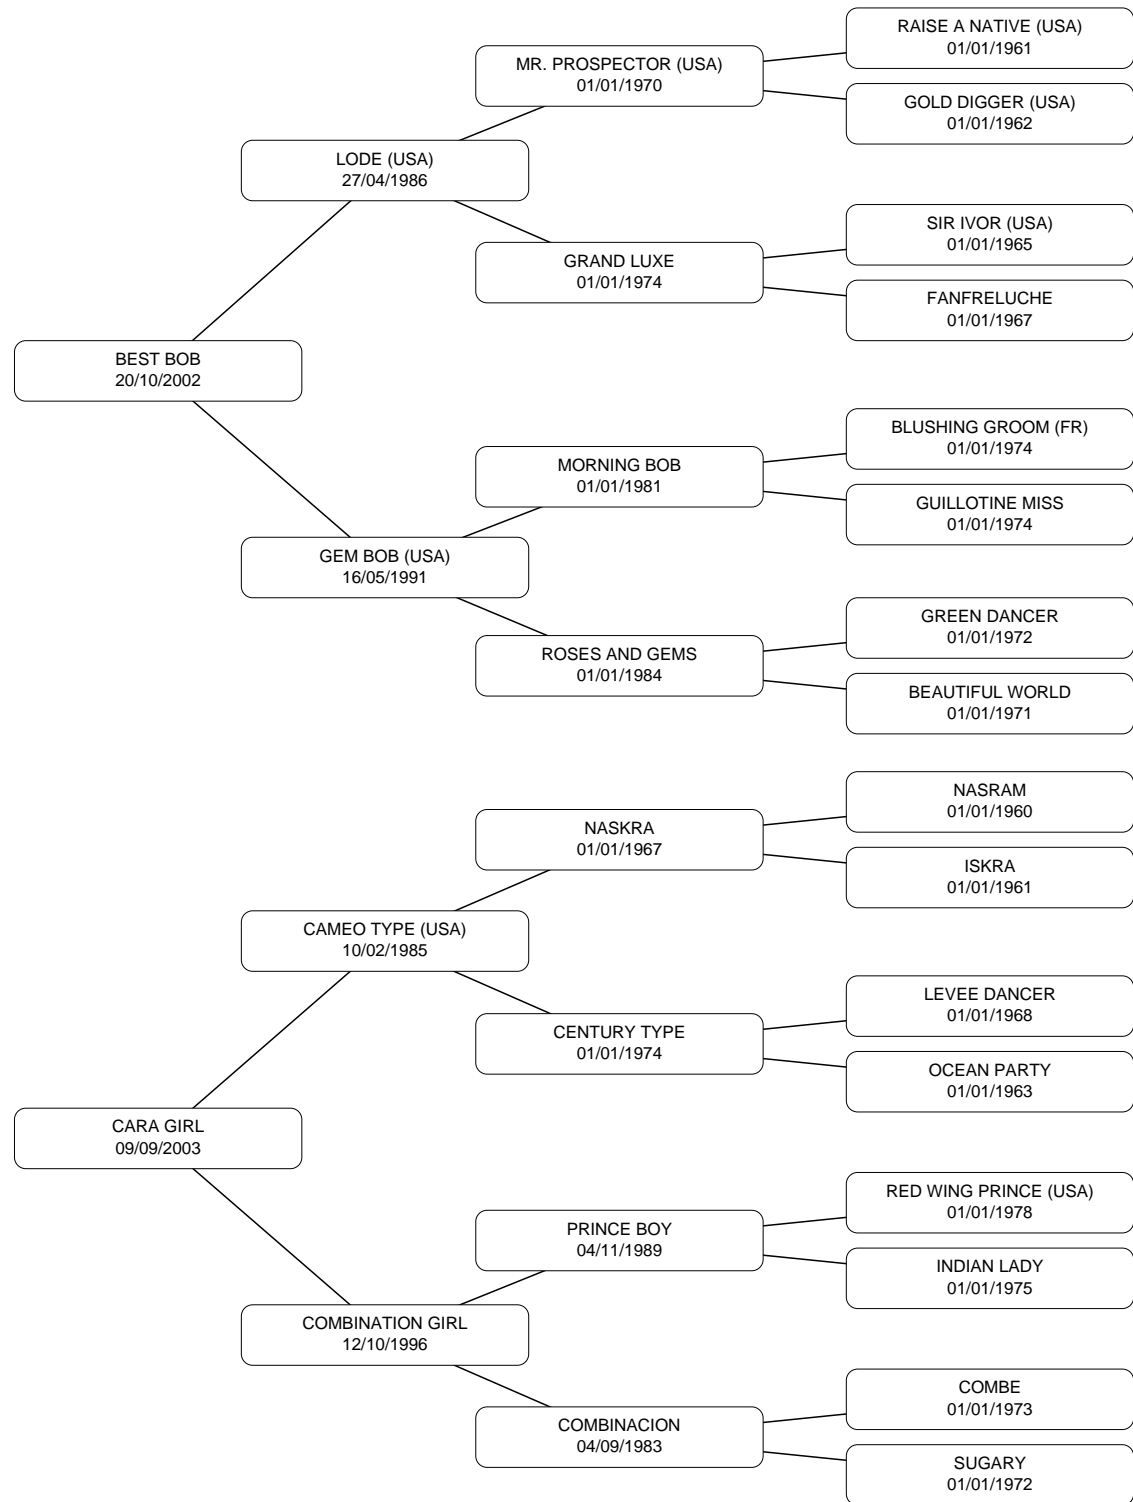 RAISE A NATIVE (USA)
01/01/1961
MR. PROSPECTOR (USA)
01/01/1970
GOLD DIGGER (USA)
01/01/1962
LODE (USA)
27/04/1986
SIR IVOR (USA)
01/01/1965
GRAND LUXE
01/01/1974
FANFRELUCHE
01/01/1967
BEST BOB
20/10/2002
BLUSHING GROOM (FR)
01/01/1974
MORNING BOB
01/01/1981
GUILLOTINE MISS
01/01/1974
GEM BOB (USA)
16/05/1991
GREEN DANCER
01/01/1972
ROSES AND GEMS
01/01/1984
BEAUTIFUL WORLD
01/01/1971
NASRAM
01/01/1960
NASKRA
01/01/1967
ISKRA
01/01/1961
CAMEO TYPE (USA)
10/02/1985
LEVEE DANCER
01/01/1968
CENTURY TYPE
01/01/1974
OCEAN PARTY
01/01/1963
CARA GIRL
09/09/2003
RED WING PRINCE (USA)
01/01/1978
PRINCE BOY
04/11/1989
INDIAN LADY
01/01/1975
COMBINATION GIRL
12/10/1996
COMBE
01/01/1973
COMBINACION
04/09/1983
SUGARY
01/01/1972